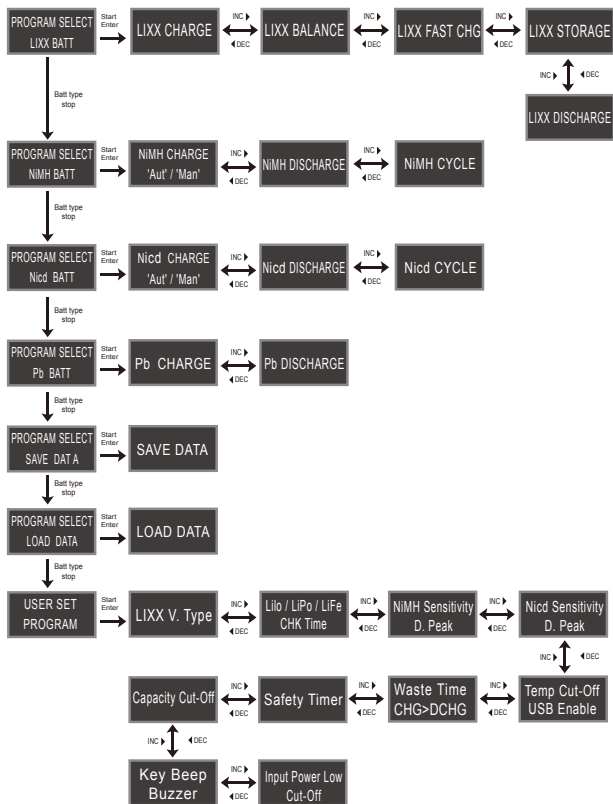 PROGRAM SELECT
LIXX BATT
Start
Enter
LIXX CHARGE
INC
DEC
LIXX BALANCE
INC
DEC
LIXX FAST CHG
INC
DEC
LIXX STORAGE
INC
DEC
LIXX DISCHARGE
Batt type
stop
PROGRAM SELECT
NiMH BATT
Start
Enter
NiMH CHARGE
'Aut' / 'Man'
INC
DEC
NiMH DISCHARGE
INC
DEC
NiMH CYCLE
Batt type
stop
PROGRAM SELECT
Nicd BATT
Start
Enter
Nicd CHARGE
'Aut' / 'Man'
INC
DEC
Nicd DISCHARGE
INC
DEC
Nicd CYCLE
Batt type
stop
PROGRAM SELECT
Pb BATT
Start
Enter
Pb CHARGE
INC
DEC
Pb DISCHARGE
Batt type
stop
PROGRAM SELECT
SAVE DAT A
Start
Enter
SAVE DATA
Batt type
stop
PROGRAM SELECT
LOAD DATA
Start
Enter
LOAD DATA
Batt type
stop
USER SET
PROGRAM
Start
Enter
LIXX V. Type
INC
DEC
LiIo / LiPo / LiFe
CHK Time
INC
DEC
NiMH Sensitivity
D. Peak
INC
DEC
Nicd Sensitivity
D. Peak
INC
DEC
Temp Cut-Off
USB Enable
INC
DEC
Waste Time
CHG>DCHG
INC
DEC
Safety Timer
INC
DEC
Capacity Cut-Off
INC
DEC
Key Beep
Buzzer
INC
DEC
Input Power Low
Cut-Off